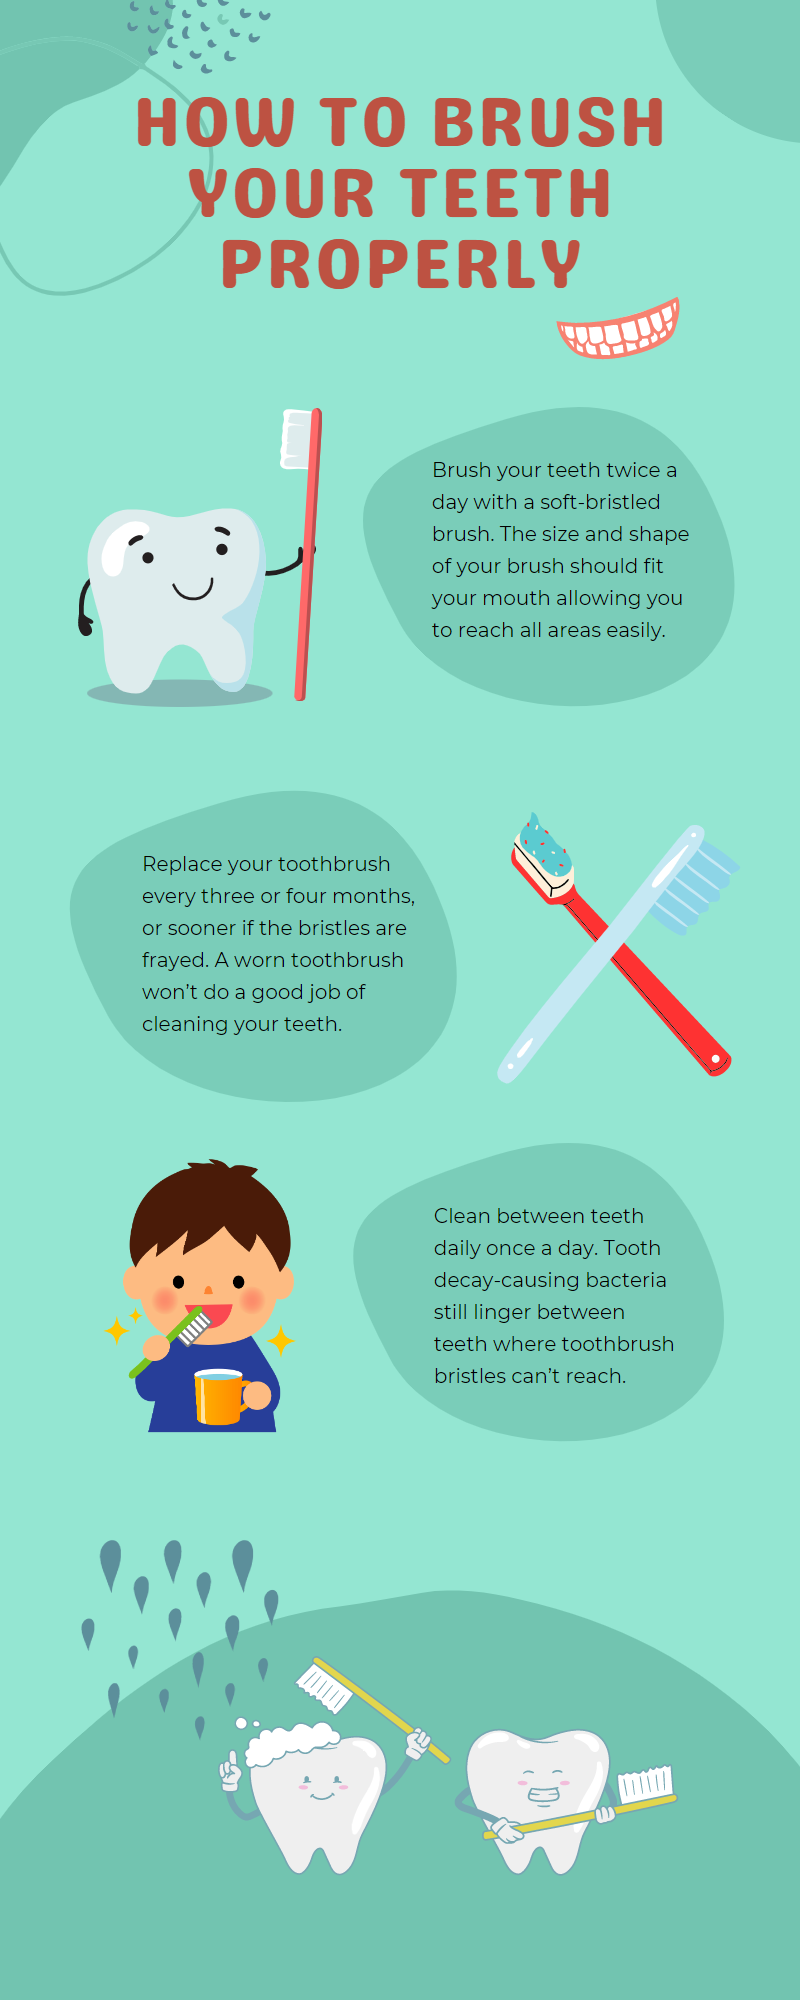 HOW TO BRUSH
YOUR TEETH
PROPERLY
Brush your teeth twice a
day with a soft-bristled
brush. The size and shape
of your brush should fit
your mouth allowing you
to reach all areas easily.
Replace your toothbrush
every three or four months,
or sooner if the bristles are
frayed. A worn toothbrush
won’t do a good job of
cleaning your teeth.
Clean between teeth
daily once a day. Tooth
decay-causing bacteria
still linger between
teeth where toothbrush
bristles can’t reach.